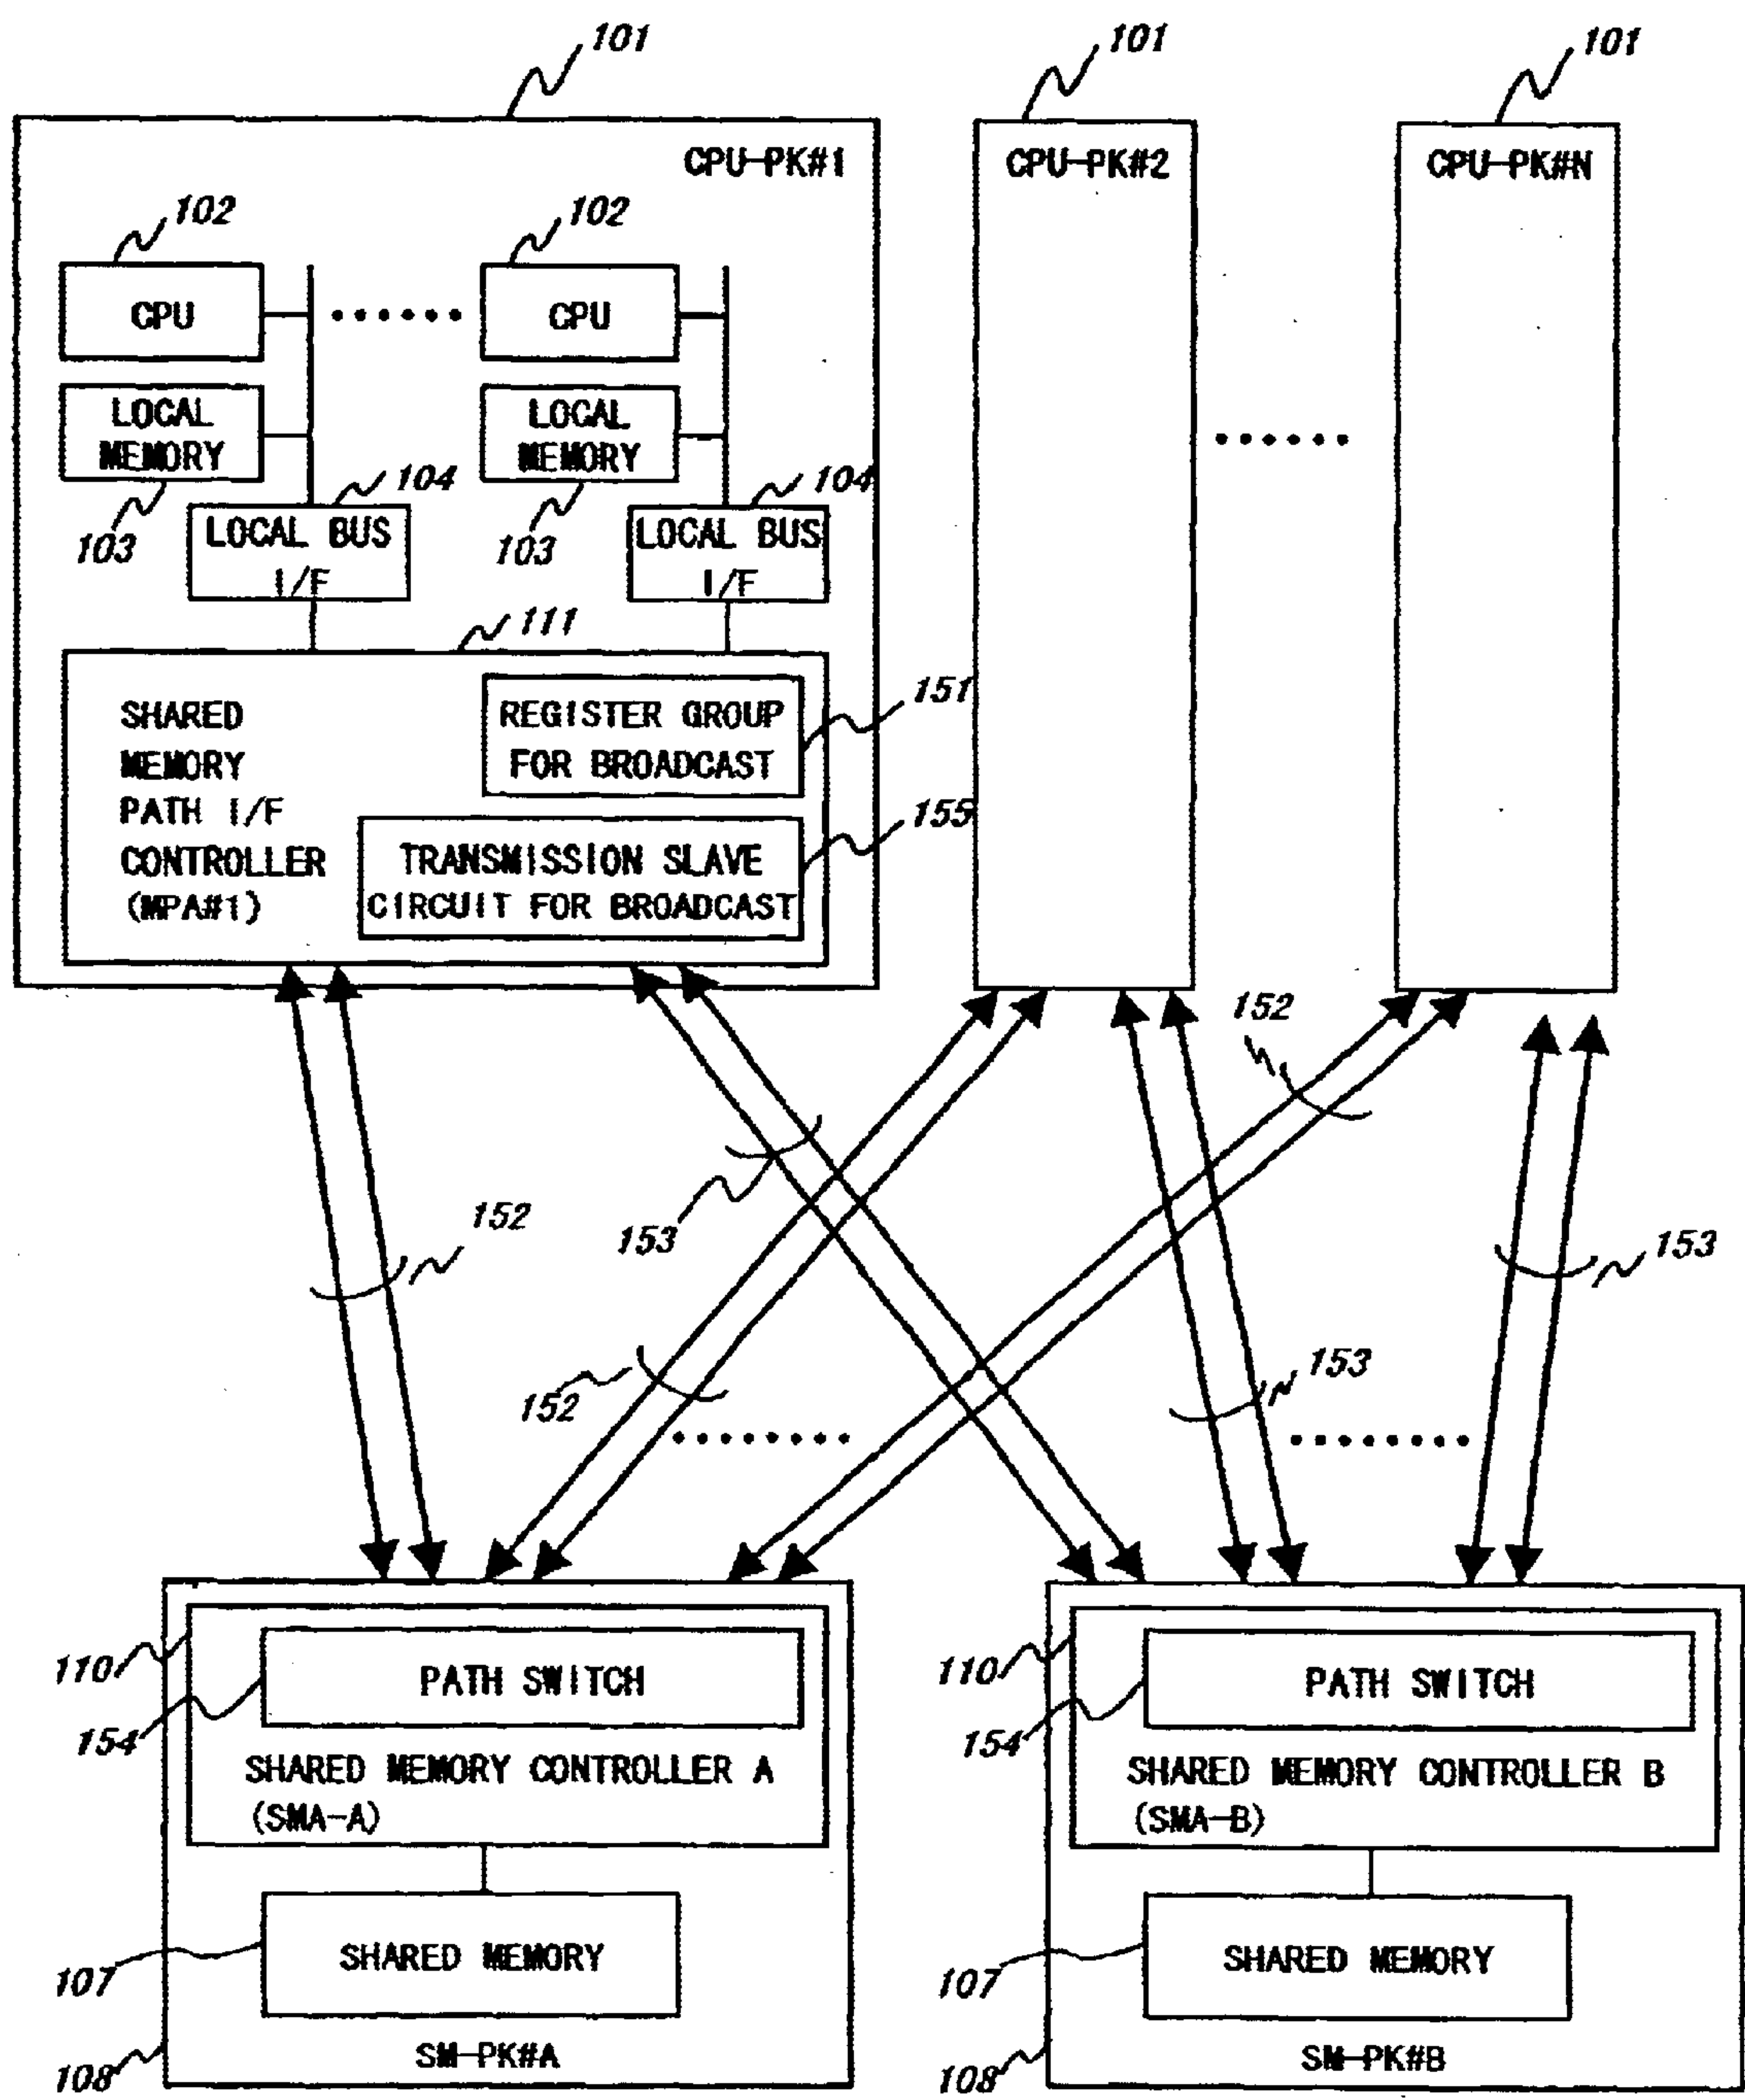 101
101
101
CPU-PK#1
CPU-PK#2
CPU-PK#N
102
102
CPU
CPU
LOCAL
MEMORY
LOCAL
MEMORY
103
104
103
104
LOCAL BUS
I/F
LOCAL BUS
I/F
111
SHARED
MEMORY
PATH I/F
CONTROLLER
(MPA#1)
REGISTER GROUP
FOR BROADCAST
151
TRANSMISSION SLAVE
CIRCUIT FOR BROADCAST
155
152
153
152
153
152
153
110
PATH SWITCH
154
SHARED MEMORY CONTROLLER A
(SMA-A)
SHARED MEMORY
107
SM-PK#A
108
110
PATH SWITCH
154
SHARED MEMORY CONTROLLER B
(SMA-B)
SHARED MEMORY
107
SM-PK#B
108